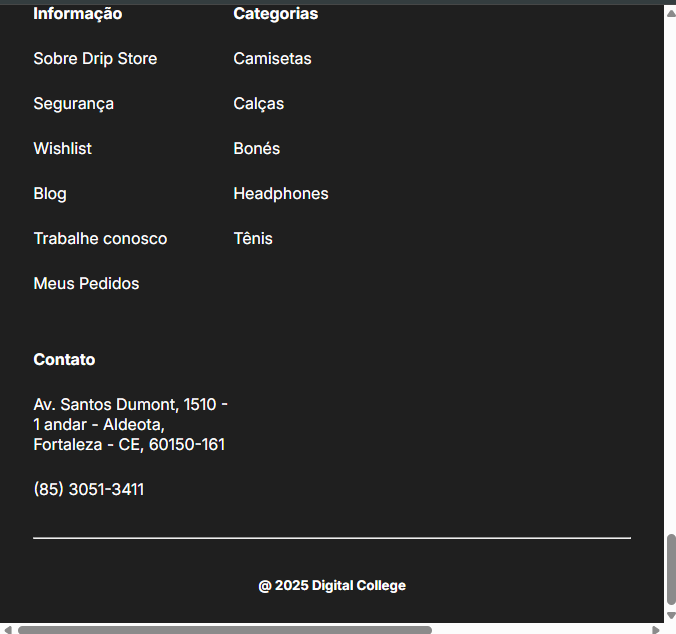 Informação
Sobre Drip Store
Segurança
Wishlist
Blog
Trabalhe conosco
Meus Pedidos
Categorias
Camisetas
Calças
Bonés
Headphones
Tênis
Contato
Av. Santos Dumont, 1510 -
1 andar - Aldeota,
Fortaleza - CE, 60150-161
(85) 3051-3411
@ 2025 Digital College